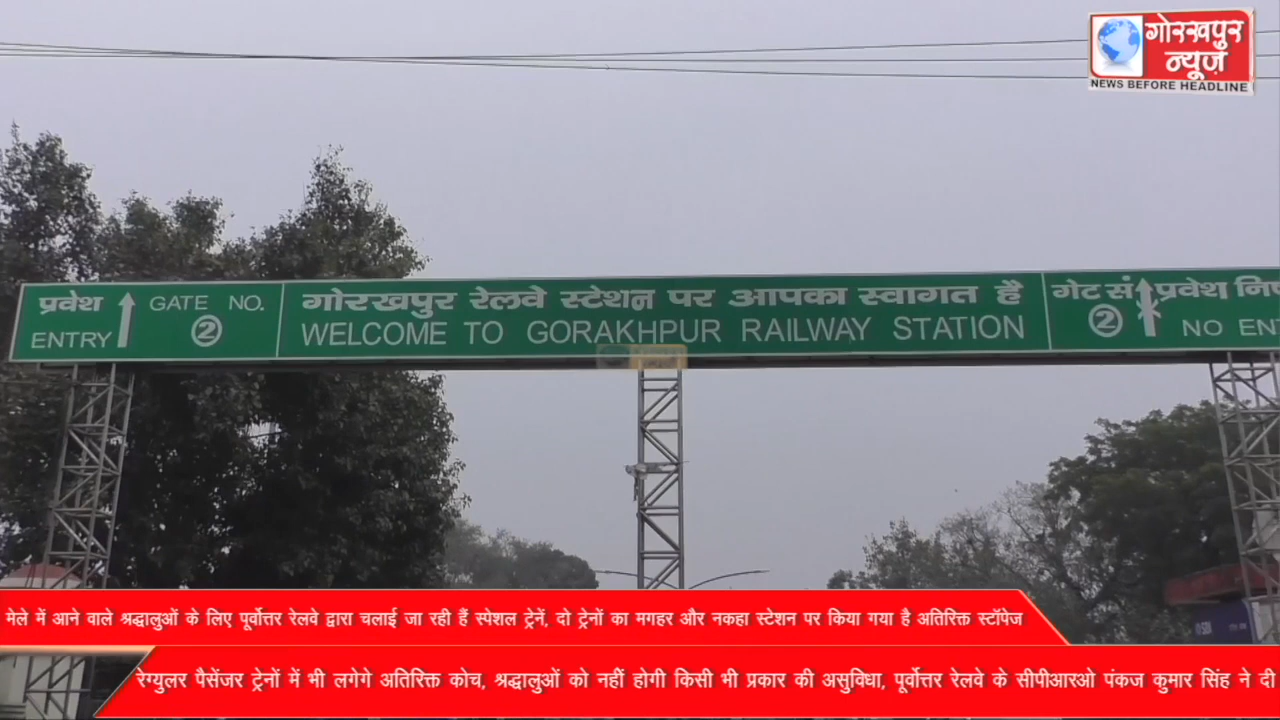 गोरखपुर
न्यूज़
NEWS BEFORE HEADLINE
प्रवेश
ENTRY
GATE NO.
2
गोरखपुर रेलवे स्टेशन पर आपका स्वागत है
WELCOME TO GORAKHPUR RAILWAY STATION
गेट सं
2
प्रवेश
NO
मेले में आने वाले श्रद्धालुओं के लिए पूर्वोत्तर रेलवे द्वारा चलाई जा रही हैं स्पेशल ट्रेनें, दो ट्रेनों का मगहर और नकहा स्टेशन पर किया गया है अतिरिक्त स्टॉपेज
रेग्युलर पैसेंजर ट्रेनों में भी लगेगे अतिरिक्त कोच, श्रद्धालुओं को नहीं होगी किसी भी प्रकार की असुविधा, पूर्वोत्तर रेलवे के सीपीआरओ पंकज कुमार सिंह ने दी